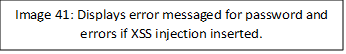 Image 41: Displays error messaged for password and
errors if XSS injection inserted.